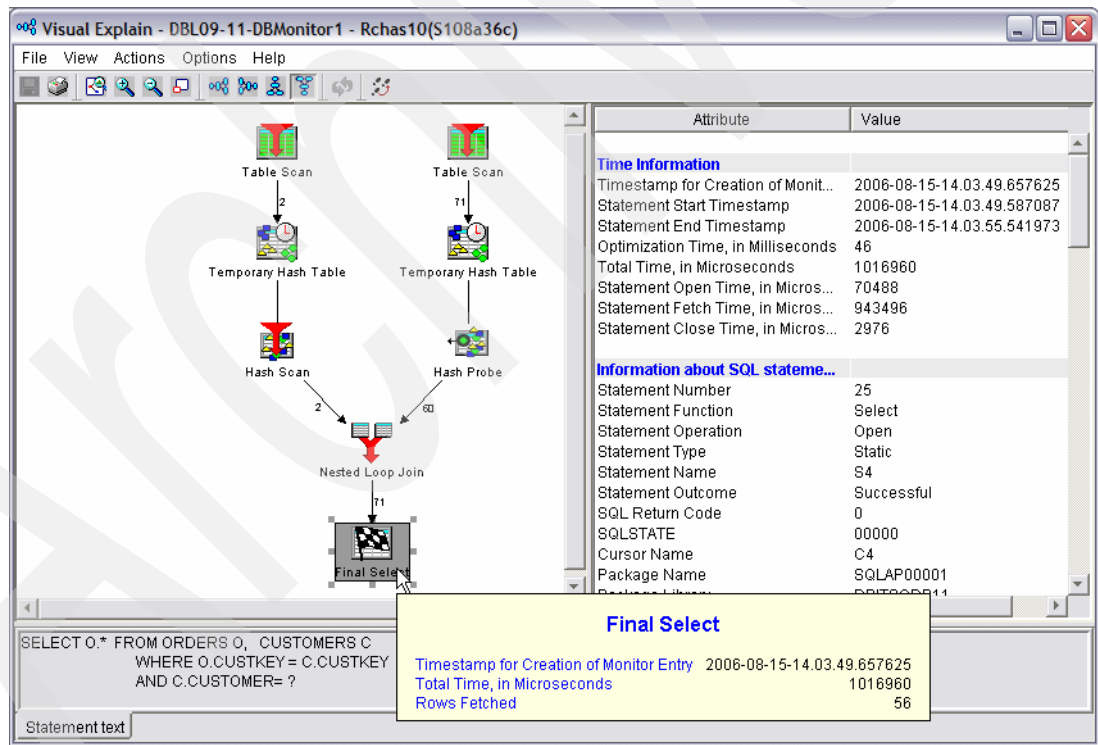 Visual Explain - DBL09-11-DBMonitor1 - Rchas10(S108a36c)
File View Actions Options Help
Table Scan
Table Scan
2
71
Temporary Hash Table
Temporary Hash Table
Hash Scan
Hash Probe
2
60
Nested Loop Join
71
Final Select
Attribute Value
Time Information
Timestamp for Creation of Monit... 2006-08-15-14.03.49.657625
Statement Start Timestamp 2006-08-15-14.03.49.587087
Statement End Timestamp 2006-08-15-14.03.55.541973
Optimization Time, in Milliseconds 46
Total Time, in Microseconds 1016960
Statement Open Time, in Micros... 70488
Statement Fetch Time, in Micros... 943496
Statement Close Time, in Micros... 2976
Information about SQL stateme...
Statement Number 25
Statement Function Select
Statement Operation Open
Statement Type Static
Statement Name S4
Statement Outcome Successful
SQL Return Code 0
SQLSTATE 00000
Cursor Name C4
Package Name SQLAP00001
Package Library
SELECT O.* FROM ORDERS O, CUSTOMERS C
WHERE O.CUSTKEY = C.CUSTKEY
AND C.CUSTOMER= ?
Final Select
Timestamp for Creation of Monitor Entry 2006-08-15-14.03.49.657625
Total Time, in Microseconds 1016960
Rows Fetched 56
Statement text